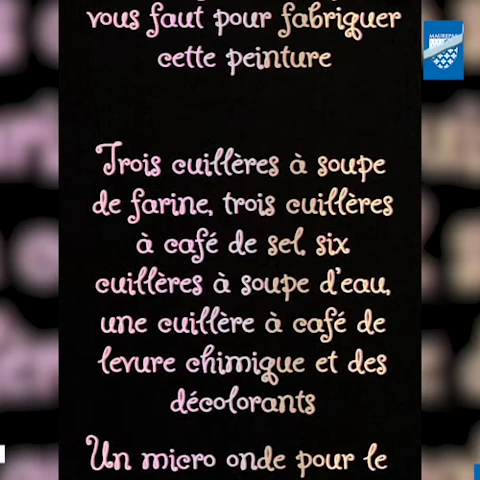 vous faut pour fabriquer
cette peinture
MAUREPAS
Trois cuillères à soupe
de farine, trois cuillères
à café de sel, six
cuillères à soupe d'eau,
une cuillère à café de
levure chimique et des
décolorants
Un micro onde pour le